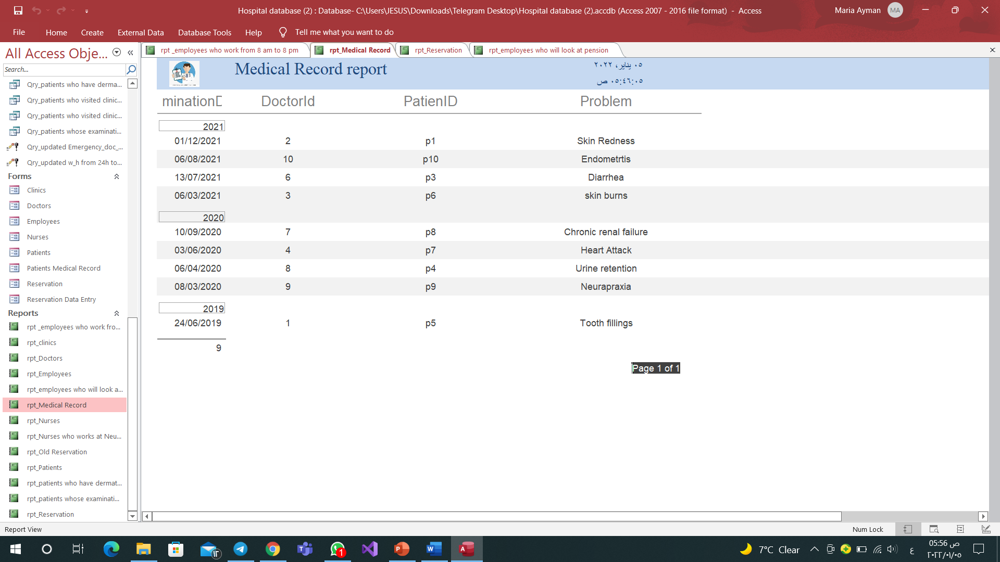 Hospital database (2) : Database- C:\Users\JESUS\Downloads\Telegram Desktop\Hospital database (2).accdb (Access 2007 - 2016 file format) - Access
Maria Ayman
MA
File Home Create External Data Database Tools Help Tell me what you want to do
All Access Obje...
Search...
Qry_patients who have derma...
Qry_patients who visited clinic...
Qry_patients who visited clinic...
Qry_patients whose examinati...
Qry_updated Emergency_doc_...
Qry_updated w_h from 24h to...
Forms
Clinics
Doctors
Employees
Nurses
Patients
Patients Medical Record
Reservation
Reservation Data Entry
Reports
rpt _employees who work fro...
rpt_clinics
rpt_Doctors
rpt_Employees
rpt_employees who will look a...
rpt_Medical Record
rpt_Nurses
rpt_Nurses who works at Neu...
rpt_Old Reservation
rpt_Patients
rpt_patients who have dermat...
rpt_patients whose examinati...
rpt_Reservation
rpt _employees who work from 8 am to 8 pm
rpt_Medical Record
rpt_Reservation
rpt_employees who will look at pension
Medical Record report
٠٥ يناير، ٢٠٢٢
٠٥:٤٦:٠٥ ص
minationD DoctorId PatienID Problem
2021
01/12/2021 2 p1 Skin Redness
06/08/2021 10 p10 Endometrtis
13/07/2021 6 p3 Diarrhea
06/03/2021 3 p6 skin burns
2020
10/09/2020 7 p8 Chronic renal failure
03/06/2020 4 p7 Heart Attack
06/04/2020 8 p4 Urine retention
08/03/2020 9 p9 Neurapraxia
2019
24/06/2019 1 p5 Tooth fillings
9
Page 1 of 1
Report View
Num Lock
١٣
1
7°C Clear
ع
05:56 ص
٢٠٢٢/٠١/٠٥